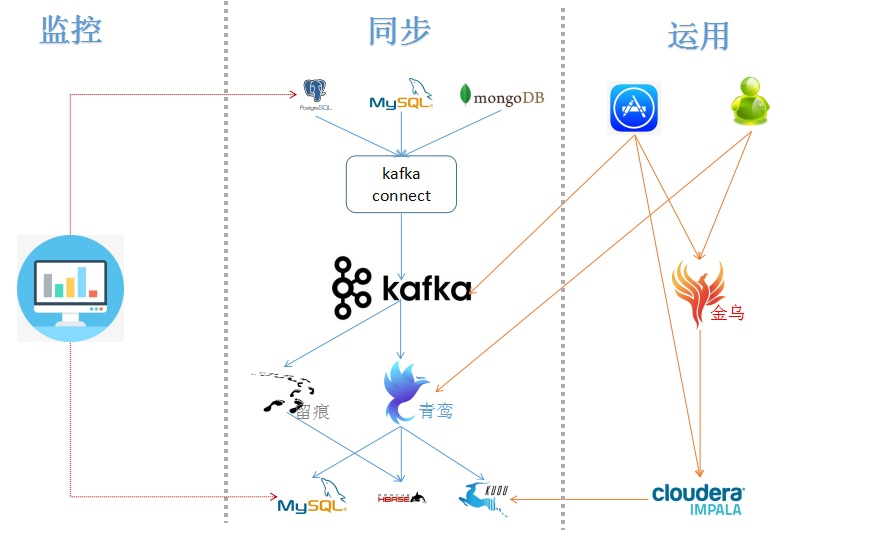 监控
同步
运用
PostgreSQL
MySQL®
mongoDB
kafka
connect
kafka
金乌
留痕
青鸾
MySQL®
APACHE
HBASE
KUDU
cloudera®
IMPALA